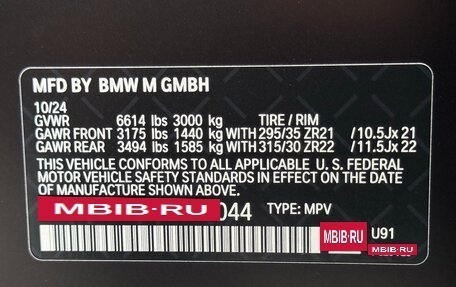 MFD BY BMW M GMBH
10/24
GVWR 6614 lbs 3000 kg TIRE / RIM
GAWR FRONT 3175 lbs 1440 kg WITH 295/35 ZR21 /10.5Jx 21
GAWR REAR 3494 lbs 1585 kg WITH 315/30 ZR22 /11.5Jx 22
THIS VEHICLE CONFORMS TO ALL APPLICABLE U. S. FEDERAL
MOTOR VEHICLE SAFETY STANDARDS IN EFFECT ON THE DATE
OF MANUFACTURE SHOWN ABOVE.
MBIB·RU 044 TYPE: MPV
MBIB·RU U91
MBIB·RU